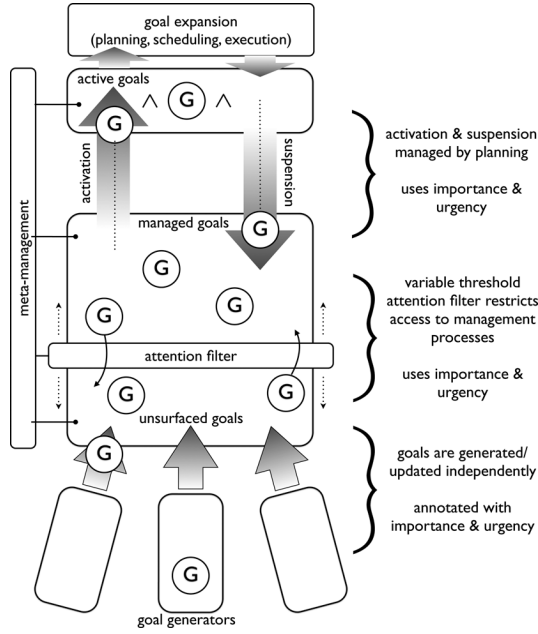 goal expansion
(planning, scheduling, execution)
active goals
^ G ^
G
activation
suspension
managed goals
G
G
G
G
meta-management
attention filter
G
G
unsurfaced goals
G
G
goal generators
activation & suspension
managed by planning
uses importance &
urgency
variable threshold
attention filter restricts
access to management
processes
uses importance &
urgency
goals are generated/
updated independently
annotated with
importance & urgency